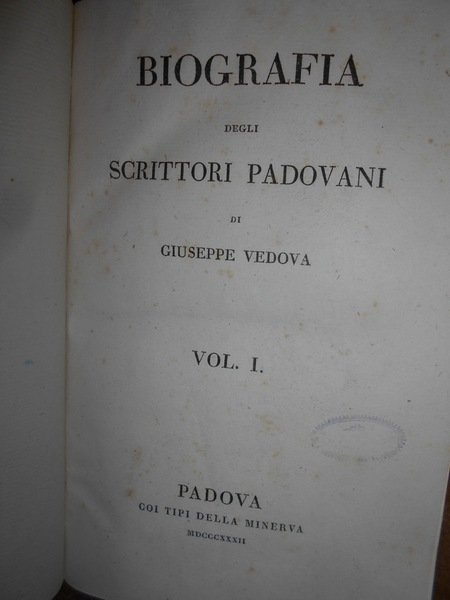 BIOGRAFIA
DEGLI
SCRITTORI PADOVANI
DI
GIUSEPPE VEDOVA
VOL. I.
PADOVA
COI TIPI DELLA MINERVA
MDCCCXXXII